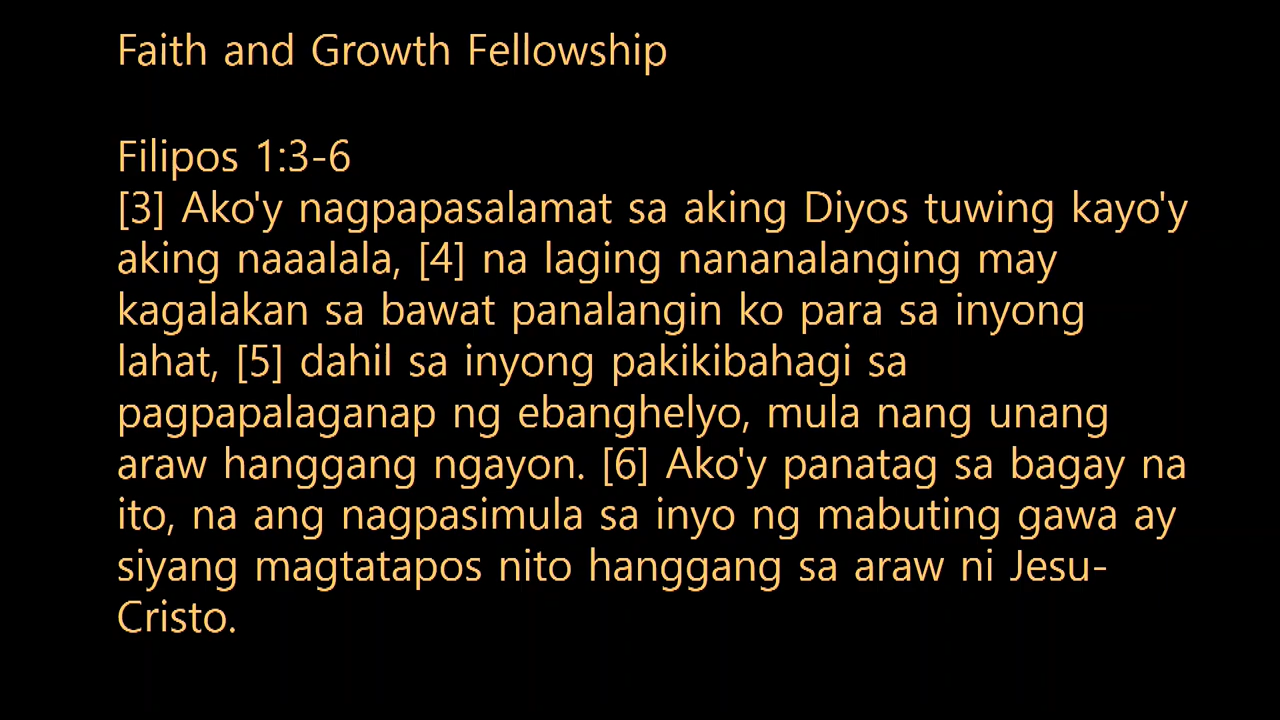 Faith and Growth Fellowship
Filipos 1:3-6
[3] Ako'y nagpapasalamat sa aking Diyos tuwing kayo'y
aking naaalala, [4] na laging nananalanging may
kagalakan sa bawat panalangin ko para sa inyong
lahat, [5] dahil sa inyong pakikibahagi sa
pagpapalaganap ng ebanghelyo, mula nang unang
araw hanggang ngayon. [6] Ako'y panatag sa bagay na
ito, na ang nagpasimula sa inyo ng mabuting gawa ay
siyang magtatapos nito hanggang sa araw ni Jesu-
Cristo.